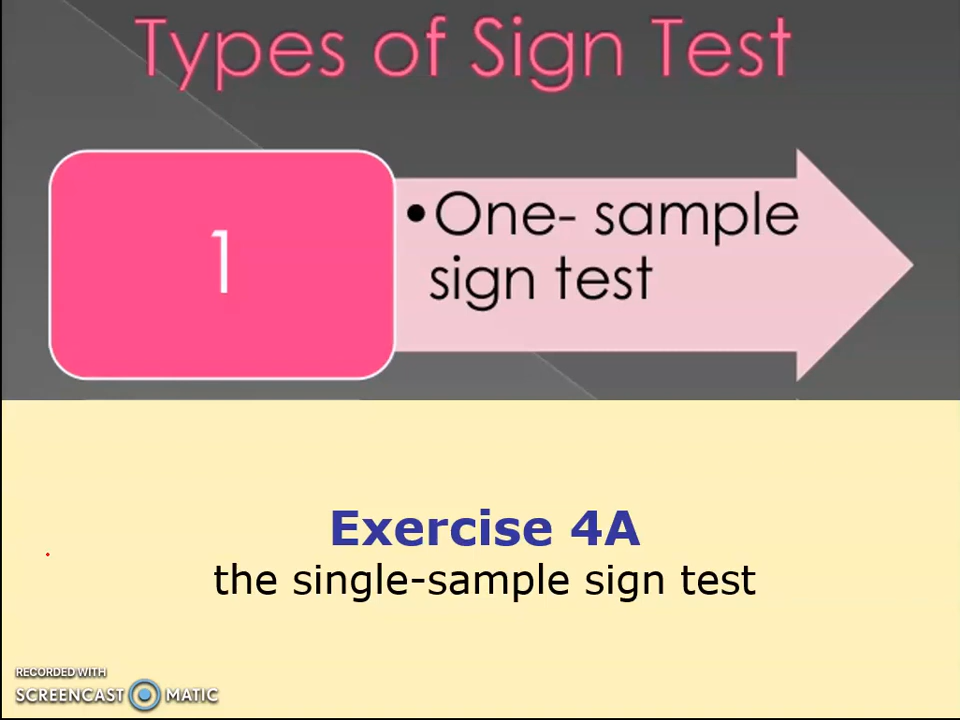 Types of Sign Test
1
•One- sample
sign test
Exercise 4A
the single-sample sign test
RECORDED WITH
SCREENCAST MATIC